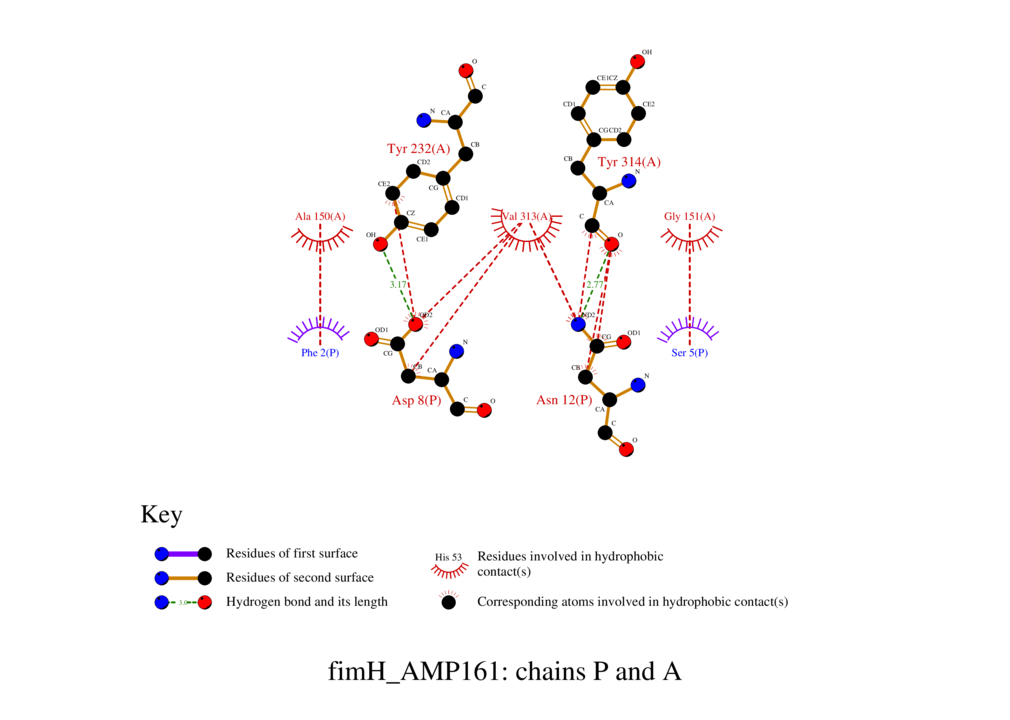 OH
O
CE1 CZ
C
CD1
CE2
N
CA
CG CD2
Tyr 232(A)
CB
CB
Tyr 314(A)
CD2
N
CE2
CG
CD1
CA
CZ
Ala 150(A)
Val 313(A)
C
Gly 151(A)
OH
CE1
O
3.17
2.77
OD2
ND2
OD1
N
CG
OD1
Phe 2(P)
CG
Ser 5(P)
CB
CA
CB
N
Asp 8(P)
C
O
Asn 12(P)
CA
C
O
Key
Residues of first surface
Residues of second surface
3.0
Hydrogen bond and its length
His 53
Residues involved in hydrophobic
contact(s)
Corresponding atoms involved in hydrophobic contact(s)
fimH_AMP161: chains P and A